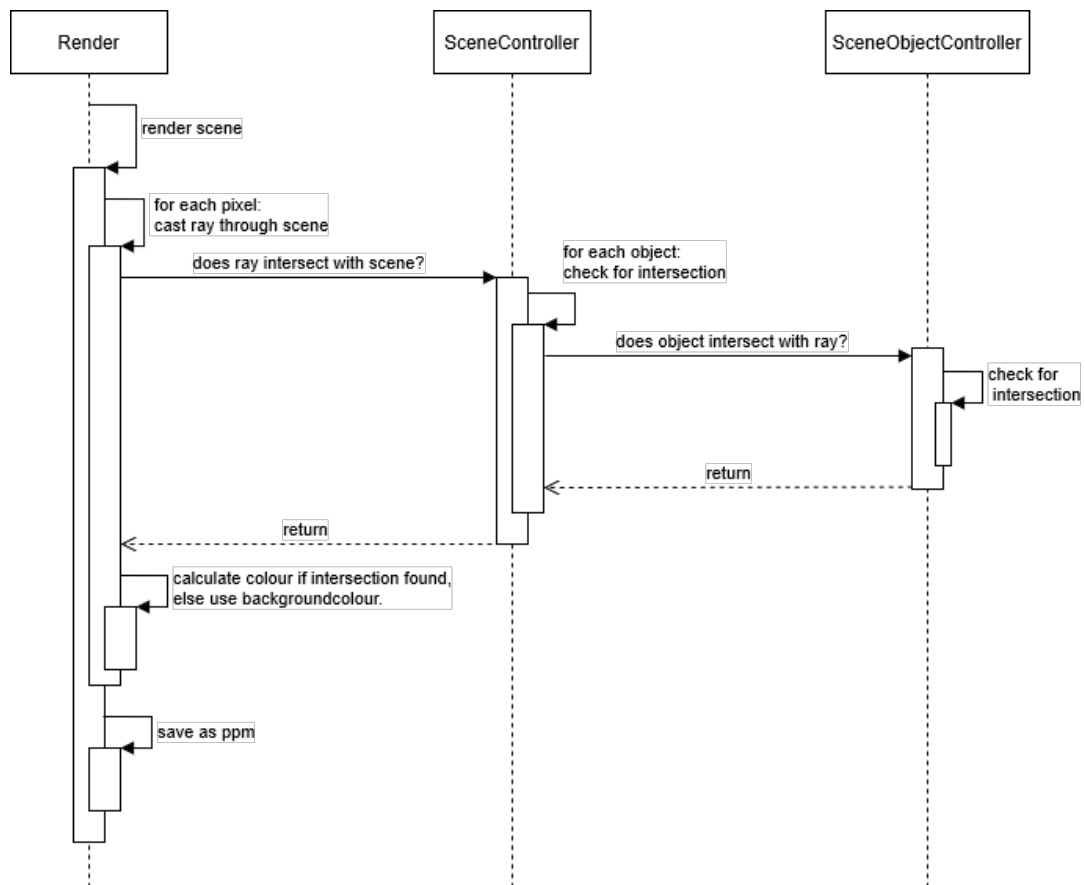 Render
SceneController
SceneObjectController
render scene
for each pixel:
cast ray through scene
does ray intersect with scene?
for each object:
check for intersection
does object intersect with ray?
check for
intersection
return
return
calculate colour if intersection found,
else use backgroundcolour.
save as ppm